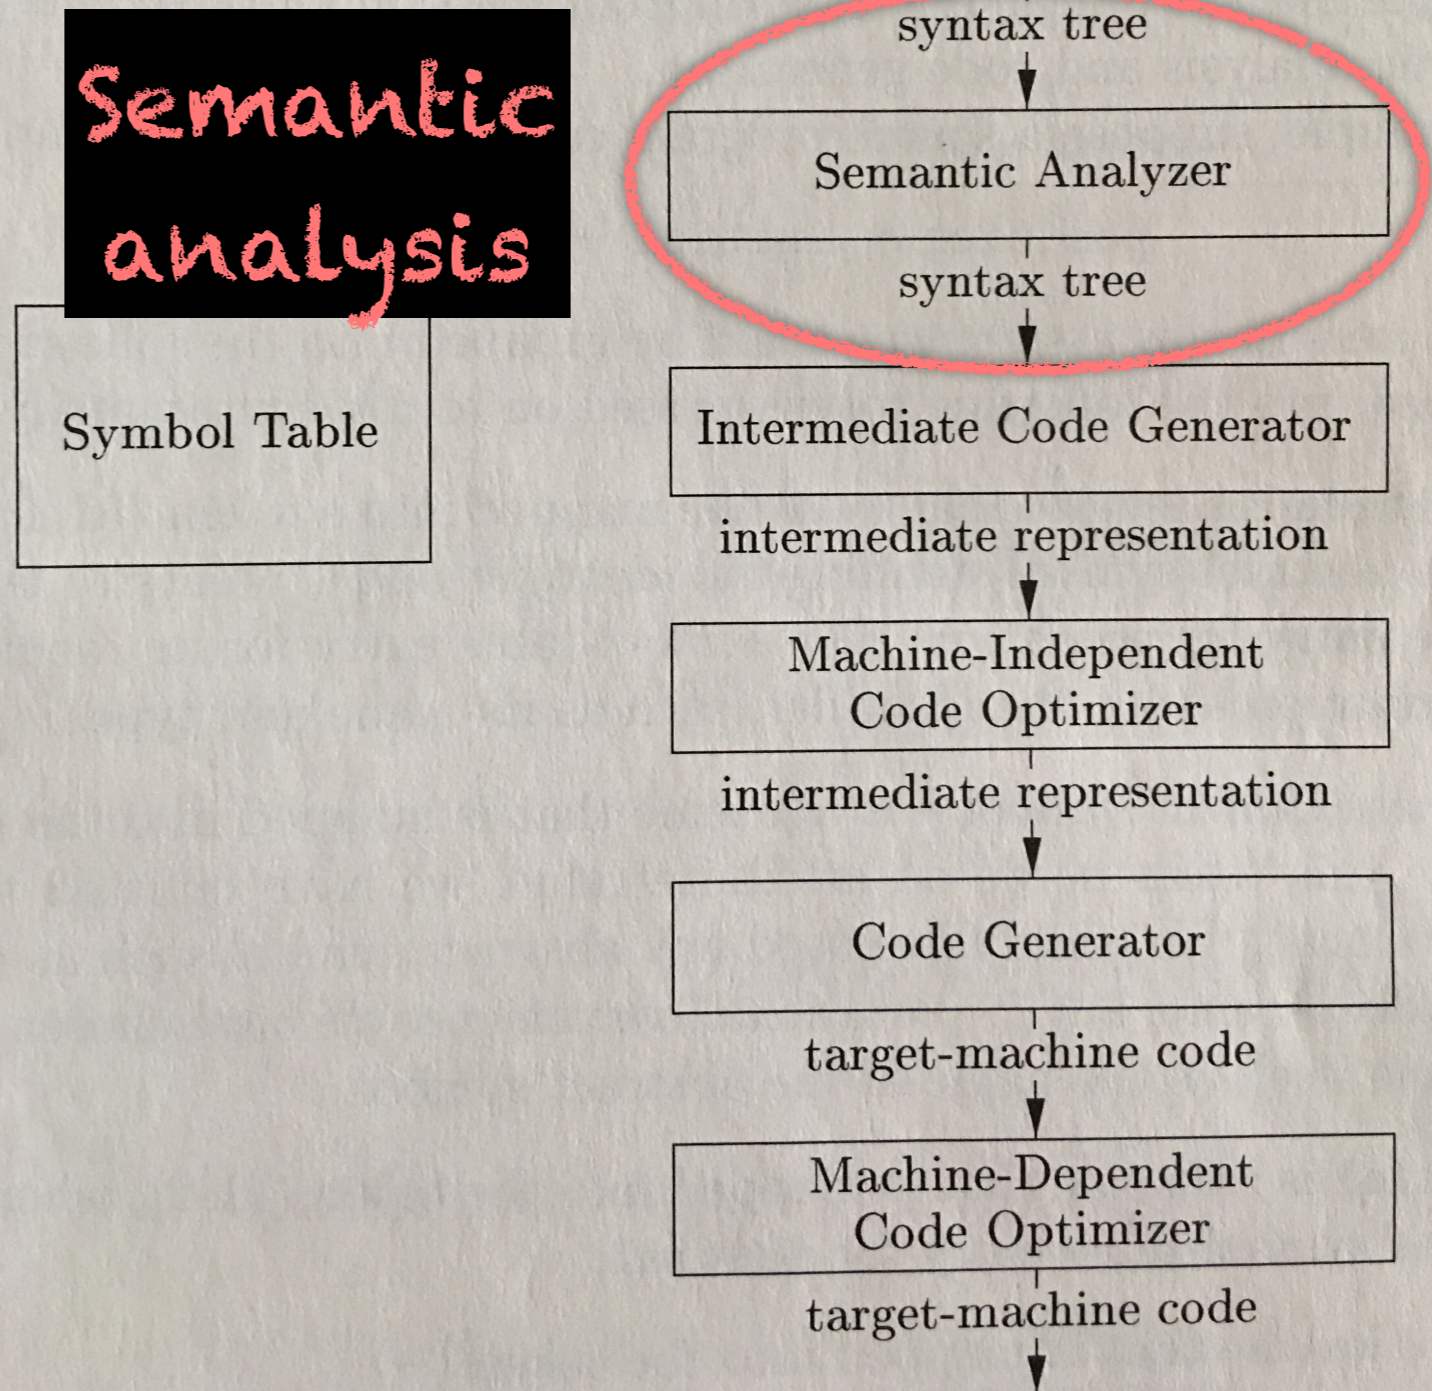 Semantic
analysis
syntax tree
Semantic Analyzer
syntax tree
Symbol Table
Intermediate Code Generator
intermediate representation
Machine-Independent
Code Optimizer
intermediate representation
Code Generator
target-machine code
Machine-Dependent
Code Optimizer
target-machine code